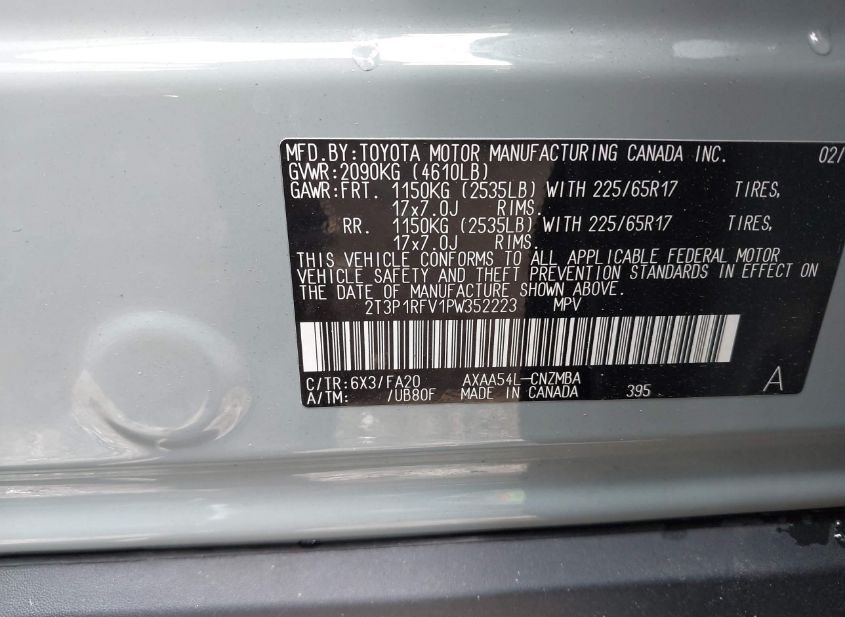 MFD.BY:TOYOTA MOTOR MANUFACTURING CANADA INC. 02/
GVWR:2090KG (4610LB)
GAWR:FRT. 1150KG (2535LB) WITH 225/65R17 TIRES,
17x7.0J RIMS.
RR. 1150KG (2535LB) WITH 225/65R17 TIRES,
17x7.0J RIMS.
THIS VEHICLE CONFORMS TO ALL APPLICABLE FEDERAL MOTOR
VEHICLE SAFETY AND THEFT PREVENTION STANDARDS IN EFFECT ON
THE DATE OF MANUFACTURE SHOWN ABOVE.
2T3P1RFV1PW352223 MPV
C/TR:6X3/FA20 AXAA54L-CNZMBA
A/TM: /UB80F MADE IN CANADA 395 A